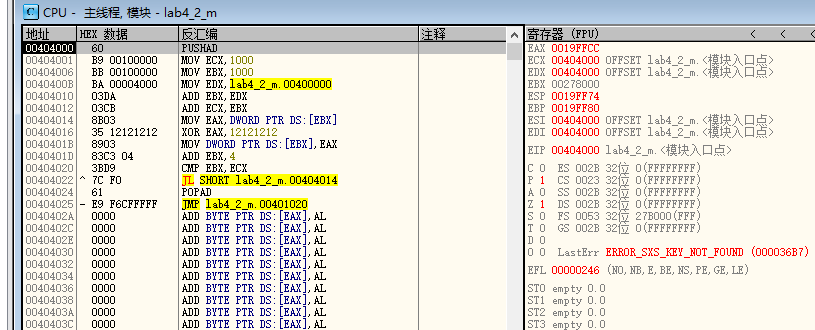 CPU - 主线程, 模块 - lab4_2_m
地址 HEX 数据 反汇编 注释
00404000 60 PUSHAD
00404001 B9 00100000 MOV ECX,1000
00404006 BB 00100000 MOV EBX,1000
0040400B BA 00004000 MOV EDX,lab4_2_m.00400000
00404010 03DA ADD EBX,EDX
00404012 03CB ADD ECX,EBX
00404014 8B03 MOV EAX,DWORD PTR DS:[EBX]
00404016 35 12121212 XOR EAX,12121212
0040401B 8903 MOV DWORD PTR DS:[EBX],EAX
0040401D 83C3 04 ADD EBX,4
00404020 3BD9 CMP EBX,ECX
00404022 ^ 7C F0 JL SHORT lab4_2_m.00404014
00404024 61 POPAD
00404025 - E9 F6CFFFFF JMP lab4_2_m.00401020
0040402A 0000 ADD BYTE PTR DS:[EAX],AL
0040402C 0000 ADD BYTE PTR DS:[EAX],AL
0040402E 0000 ADD BYTE PTR DS:[EAX],AL
00404030 0000 ADD BYTE PTR DS:[EAX],AL
00404032 0000 ADD BYTE PTR DS:[EAX],AL
00404034 0000 ADD BYTE PTR DS:[EAX],AL
00404036 0000 ADD BYTE PTR DS:[EAX],AL
00404038 0000 ADD BYTE PTR DS:[EAX],AL
0040403A 0000 ADD BYTE PTR DS:[EAX],AL
0040403C 0000 ADD BYTE PTR DS:[EAX],AL
寄存器 (FPU) < < <
EAX 0019FFCC
ECX 00404000 OFFSET lab4_2_m.<模块入口点>
EDX 00404000 OFFSET lab4_2_m.<模块入口点>
EBX 00278000
ESP 0019FF74
EBP 0019FF80
ESI 00404000 OFFSET lab4_2_m.<模块入口点>
EDI 00404000 OFFSET lab4_2_m.<模块入口点>
EIP 00404000 lab4_2_m.<模块入口点>
C 0 ES 002B 32位 0(FFFFFFFF)
P 1 CS 0023 32位 0(FFFFFFFF)
A 0 SS 002B 32位 0(FFFFFFFF)
Z 1 DS 002B 32位 0(FFFFFFFF)
S 0 FS 0053 32位 27B000(FFF)
T 0 GS 002B 32位 0(FFFFFFFF)
D 0
O 0 LastErr ERROR_SXS_KEY_NOT_FOUND (000036B7)
EFL 00000246 (NO,NB,E,BE,NS,PE,GE,LE)
ST0 empty 0.0
ST1 empty 0.0
ST2 empty 0.0
ST3 empty 0.0